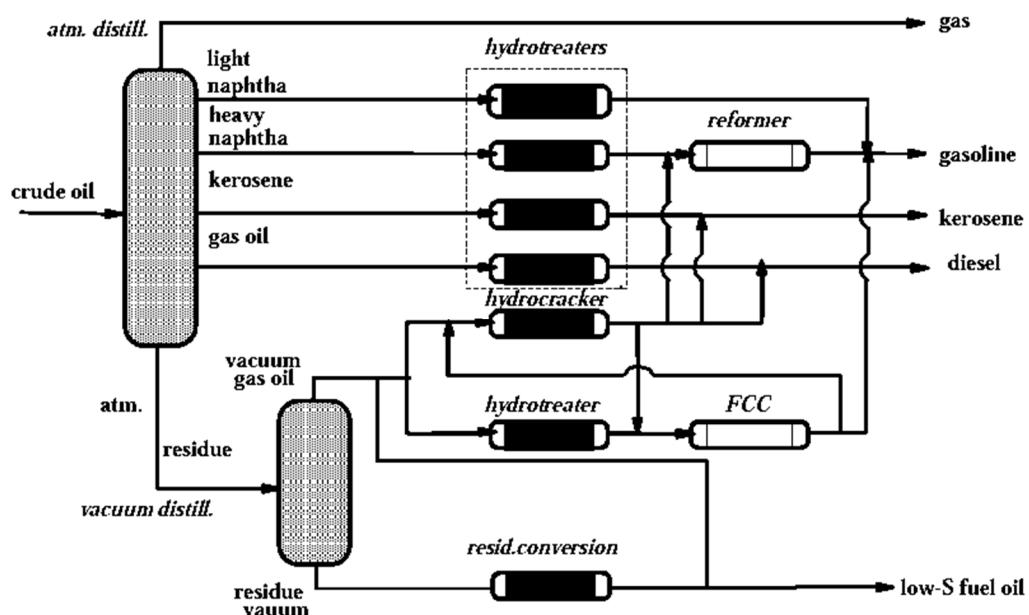 atm. distill.
gas
light
naphtha
hydrotreaters
heavy
naphtha
reformer
gasoline
kerosene
crude oil
kerosene
gas oil
diesel
hydrocracker
vacuum
gas oil
atm.
hydrotreater
FCC
residue
vacuum distill.
resid.conversion
residue
vauum
low-S fuel oil